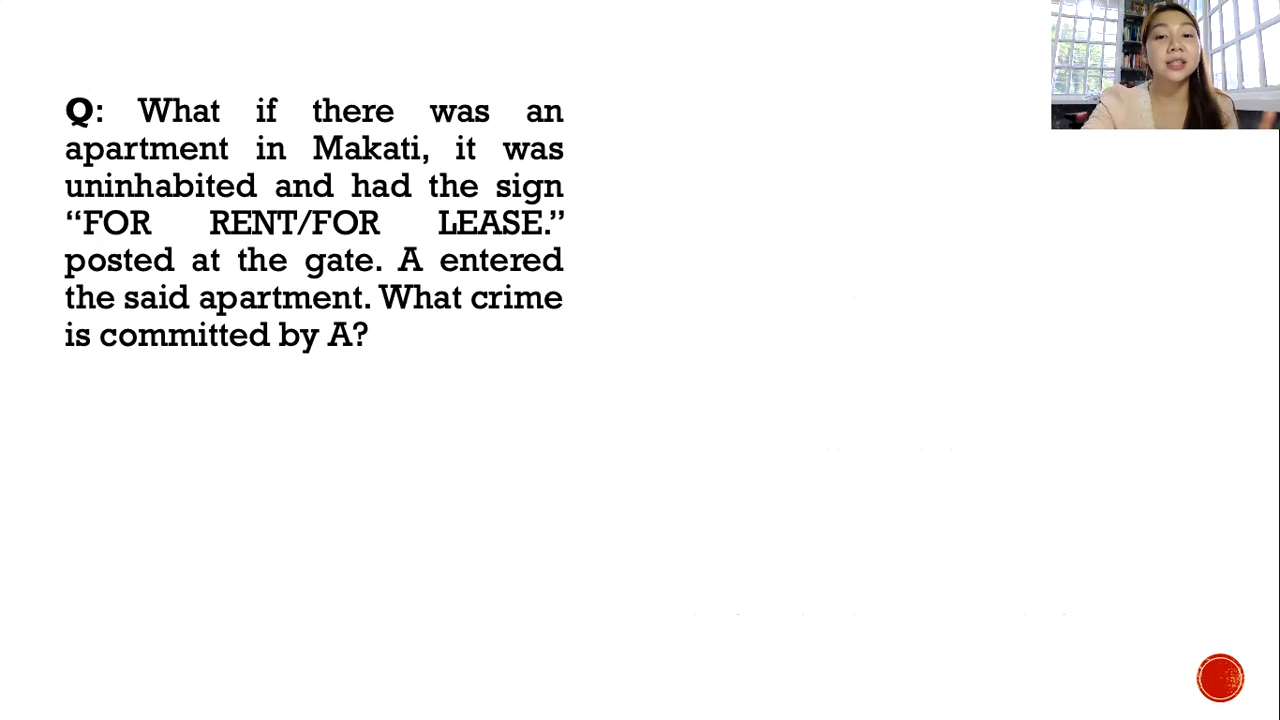 Q: What if there was an
apartment in Makati, it was
uninhabited and had the sign
“FOR RENT/FOR LEASE.”
posted at the gate. A entered
the said apartment. What crime
is committed by A?